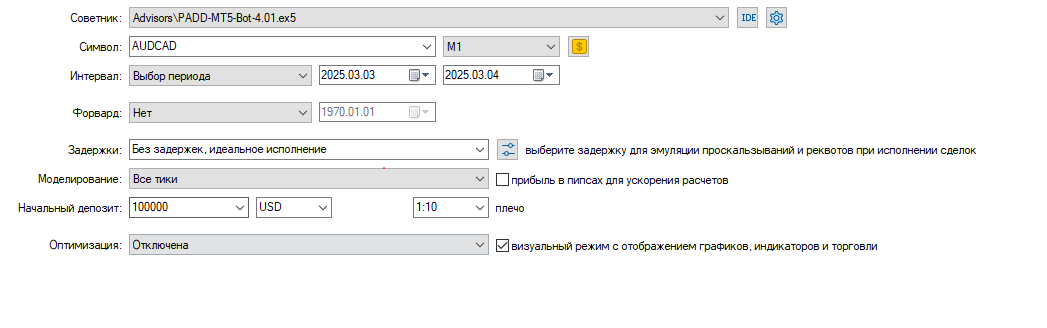 Советник: Advisors\PADD-MT5-Bot-4.01.ex5 IDE
Символ: AUDCAD M1 $
Интервал: Выбор периода 2025.03.03 2025.03.04
Форвард: Нет 1970.01.01
Задержки: Без задержек, идеальное исполнение выберите задержку для эмуляции проскальзываний и реквотов при исполнении сделок
Моделирование: Все тики прибыль в пипсах для ускорения расчетов
Начальный депозит: 100000 USD 1:10 плечо
Оптимизация: Отключена визуальный режим с отображением графиков, индикаторов и торговли